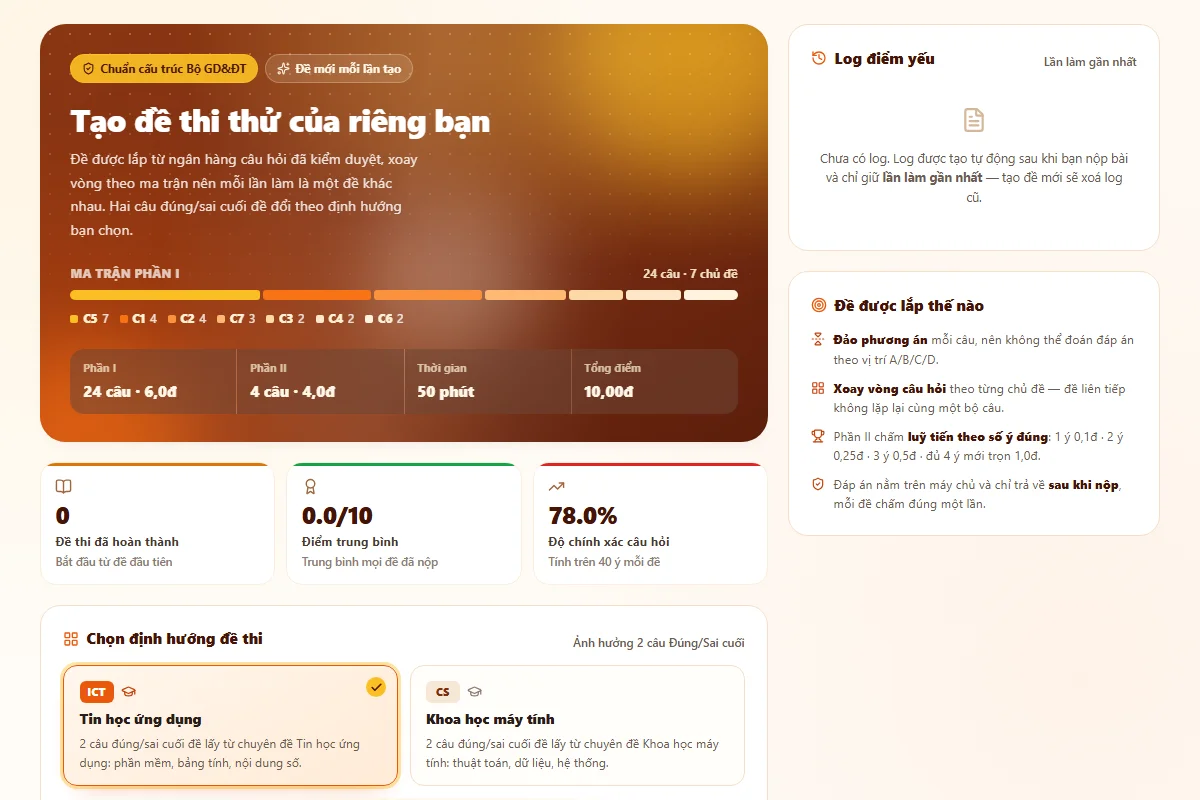 Chuẩn cấu trúc Bộ GD&ĐT
Đề mới mỗi lần tạo
Tạo đề thi thử của riêng bạn
Đề được lắp từ ngân hàng câu hỏi đã kiểm duyệt, xoay
vòng theo ma trận nên mỗi lần làm là một đề khác
nhau. Hai câu đúng/sai cuối đề đổi theo định hướng
bạn chọn.
MA TRẬN PHẦN I
24 câu · 7 chủ đề
C5 7 C1 4 C2 4 C7 3 C3 2 C4 2 C6 2
Phần I
24 câu · 6,0đ
Phần II
4 câu · 4,0đ
Thời gian
50 phút
Tổng điểm
10,00đ
0
Đề thi đã hoàn thành
Bắt đầu từ đề đầu tiên
0.0/10
Điểm trung bình
Trung bình mọi đề đã nộp
78.0%
Độ chính xác câu hỏi
Tính trên 40 ý mỗi đề
Chọn định hướng đề thi
Ảnh hưởng 2 câu Đúng/Sai cuối
ICT
Tin học ứng dụng
2 câu đúng/sai cuối đề lấy từ chuyên đề Tin học ứng
dụng: phần mềm, bảng tính, nội dung số.
CS
Khoa học máy tính
2 câu đúng/sai cuối đề lấy từ chuyên đề Khoa học máy
tính: thuật toán, dữ liệu, hệ thống.
Log điểm yếu
Lần làm gần nhất
Chưa có log. Log được tạo tự động sau khi bạn nộp bài
và chỉ giữ lần làm gần nhất — tạo đề mới sẽ xoá log
cũ.
Đề được lắp thế nào
Đảo phương án mỗi câu, nên không thể đoán đáp án
theo vị trí A/B/C/D.
Xoay vòng câu hỏi theo từng chủ đề — đề liên tiếp
không lặp lại cùng một bộ câu.
Phần II chấm luỹ tiến theo số ý đúng: 1 ý 0,1đ · 2 ý
0,25đ · 3 ý 0,5đ · đủ 4 ý mới trọn 1,0đ.
Đáp án nằm trên máy chủ và chỉ trả về sau khi nộp,
mỗi đề chấm đúng một lần.